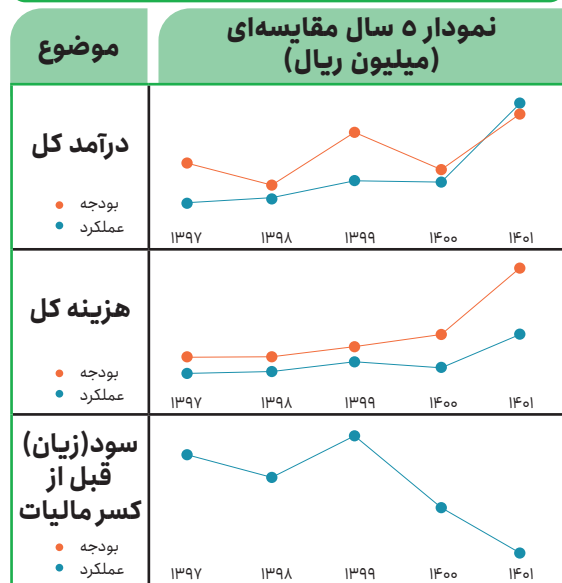 موضوع
نمودار ۵ سال مقایسه‌ای
(میلیون ریال)
درآمد کل
بودجه
عملکرد
۱۳۹۷ ۱۳۹۸ ۱۳۹۹ ۱۴۰۰ ۱۴۰۱
هزینه کل
بودجه
عملکرد
۱۳۹۷ ۱۳۹۸ ۱۳۹۹ ۱۴۰۰ ۱۴۰۱
سود(زیان)
قبل از
کسر مالیات
بودجه
عملکرد
۱۳۹۷ ۱۳۹۸ ۱۳۹۹ ۱۴۰۰ ۱۴۰۱